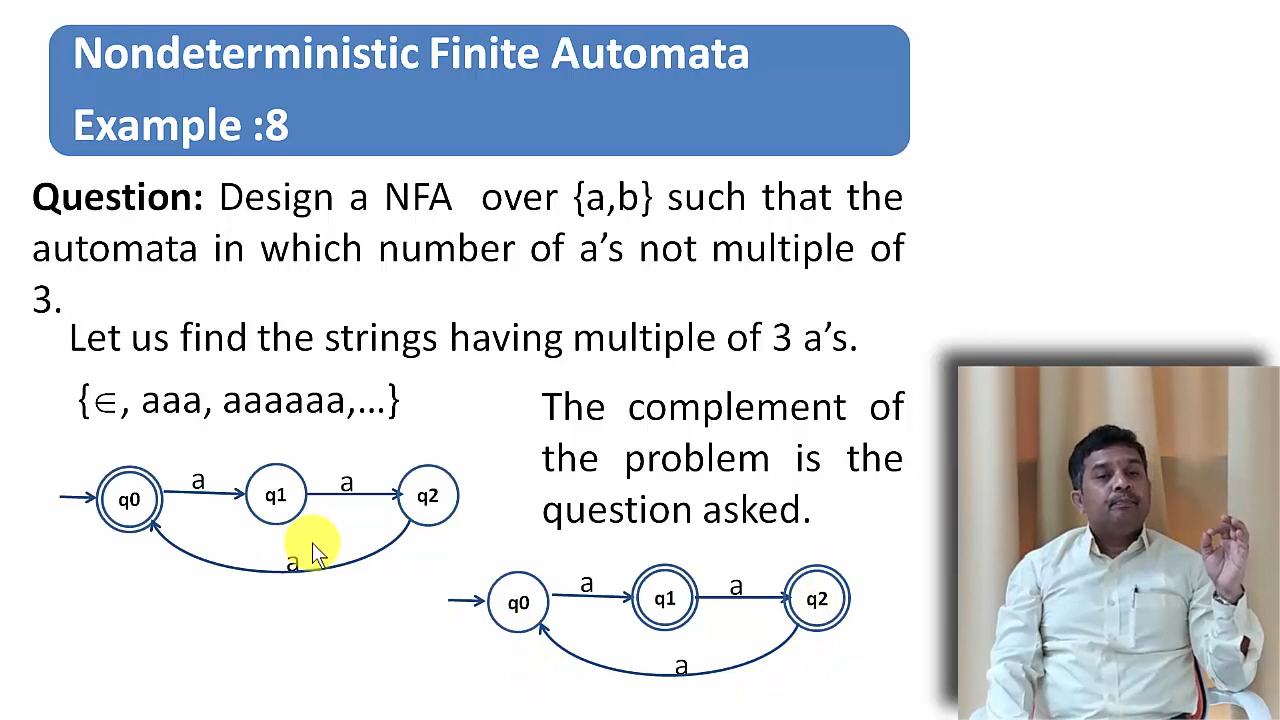 Nondeterministic Finite Automata
Example :8
Question: Design a NFA over {a,b} such that the
automata in which number of a’s not multiple of
3.
Let us find the strings having multiple of 3 a’s.
{∈, aaa, aaaaaa,...}
The complement of
the problem is the
question asked.
q0 a q1 a q2
a
q0 a q1 a q2
a